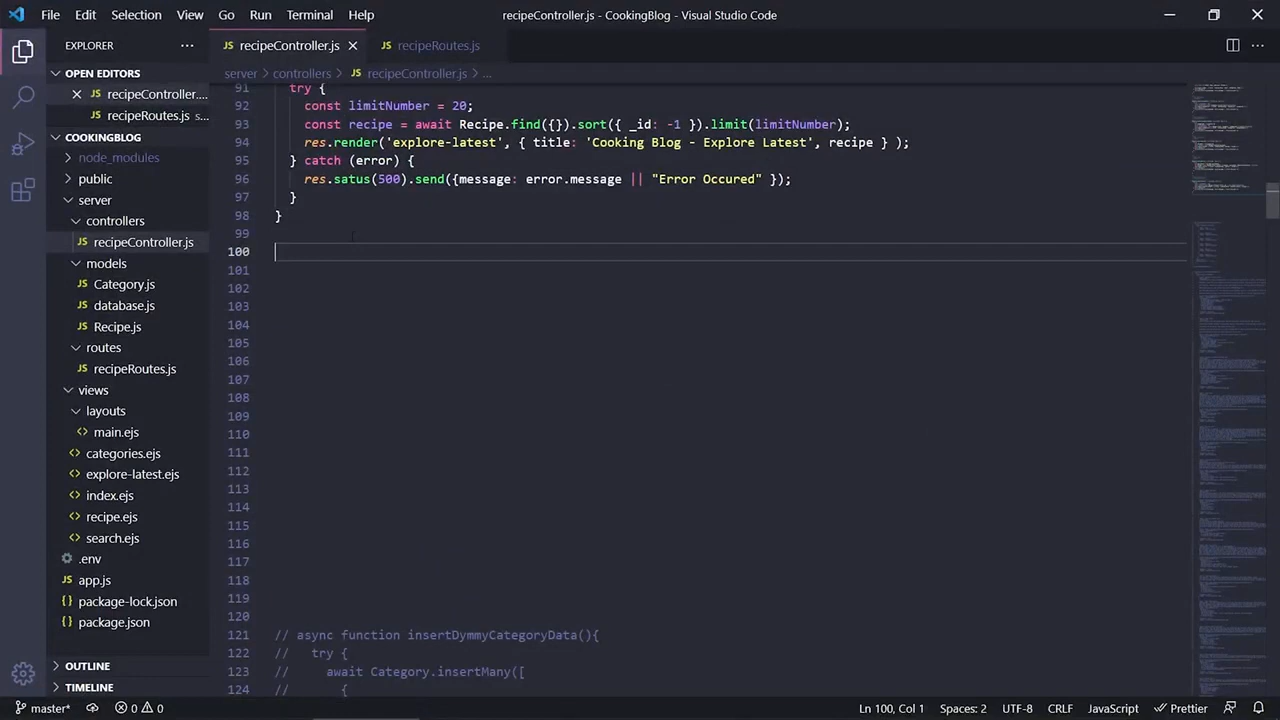 File Edit Selection View Go Run Terminal Help
recipeController.js - CookingBlog - Visual Studio Code
EXPLORER
OPEN EDITORS
recipeController....
recipeRoutes.js s...
COOKINGBLOG
node_modules
public
server
controllers
recipeController.js
models
Category.js
database.js
Recipe.js
routes
recipeRoutes.js
views
layouts
main.ejs
categories.ejs
explore-latest.ejs
index.ejs
recipe.ejs
search.ejs
.env
app.js
package-lock.json
package.json
OUTLINE
TIMELINE
recipeController.js recipeRoutes.js
server controllers recipeController.js ...
91 try {
92 const limitNumber = 20;
93 const recipe = await Recipe.find({}).sort({ _id: -1 }).limit(limitNumber);
94 res.render('explore-latest', { title: 'Cooking Blog - Explore Latest', recipe } );
95 } catch (error) {
96 res.satus(500).send({message: error.message || "Error Occured" });
97 }
98 }
99
100
101
102
103
104
105
106
107
108
109
110
111
112
113
114
115
116
117
118
119
120
121 // async function insertDymmyCategoryData(){
122 // try {
123 // await Category.insertMan
124 //
master* 0 0 Ln 100, Col 1 Spaces: 2 UTF-8 CRLF JavaScript Prettier